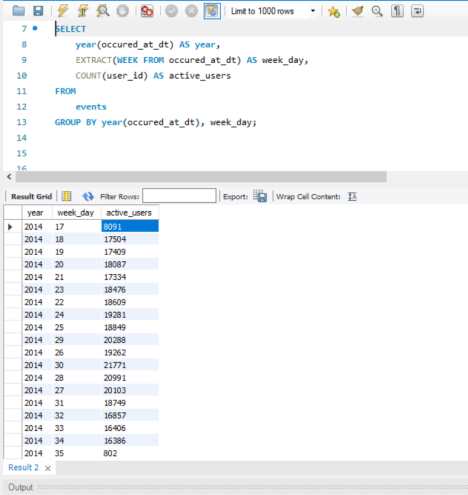 Limit to 1000 rows
7 SELECT
8 year(occured_at_dt) AS year,
9 EXTRACT(WEEK FROM occured_at_dt) AS week_day,
10 COUNT(user_id) AS active_users
11 FROM
12 events
13 GROUP BY year(occured_at_dt), week_day;
14
15
16
Result Grid Filter Rows: Export: Wrap Cell Content:
year week_day active_users
2014 17 8091
2014 18 17504
2014 19 17409
2014 20 18087
2014 21 17334
2014 23 18476
2014 22 18609
2014 24 19281
2014 25 18849
2014 29 20288
2014 26 19262
2014 30 21771
2014 28 20991
2014 27 20103
2014 31 18749
2014 32 16857
2014 33 16406
2014 34 16386
2014 35 802
Result 2 ×
Output